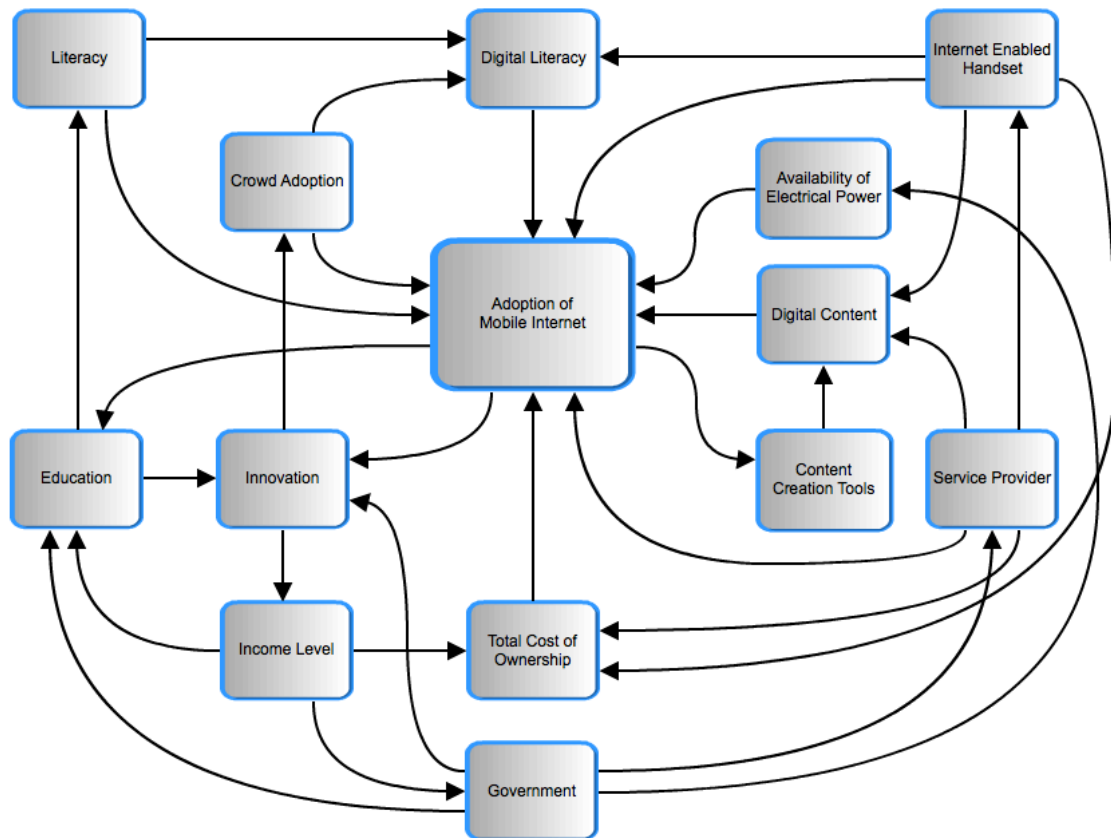 Literacy
Digital Literacy
Internet Enabled
Handset
Crowd Adoption
Availability of
Electrical Power
Adoption of
Mobile Internet
Digital Content
Education
Innovation
Content
Creation Tools
Service Provider
Income Level
Total Cost of
Ownership
Government